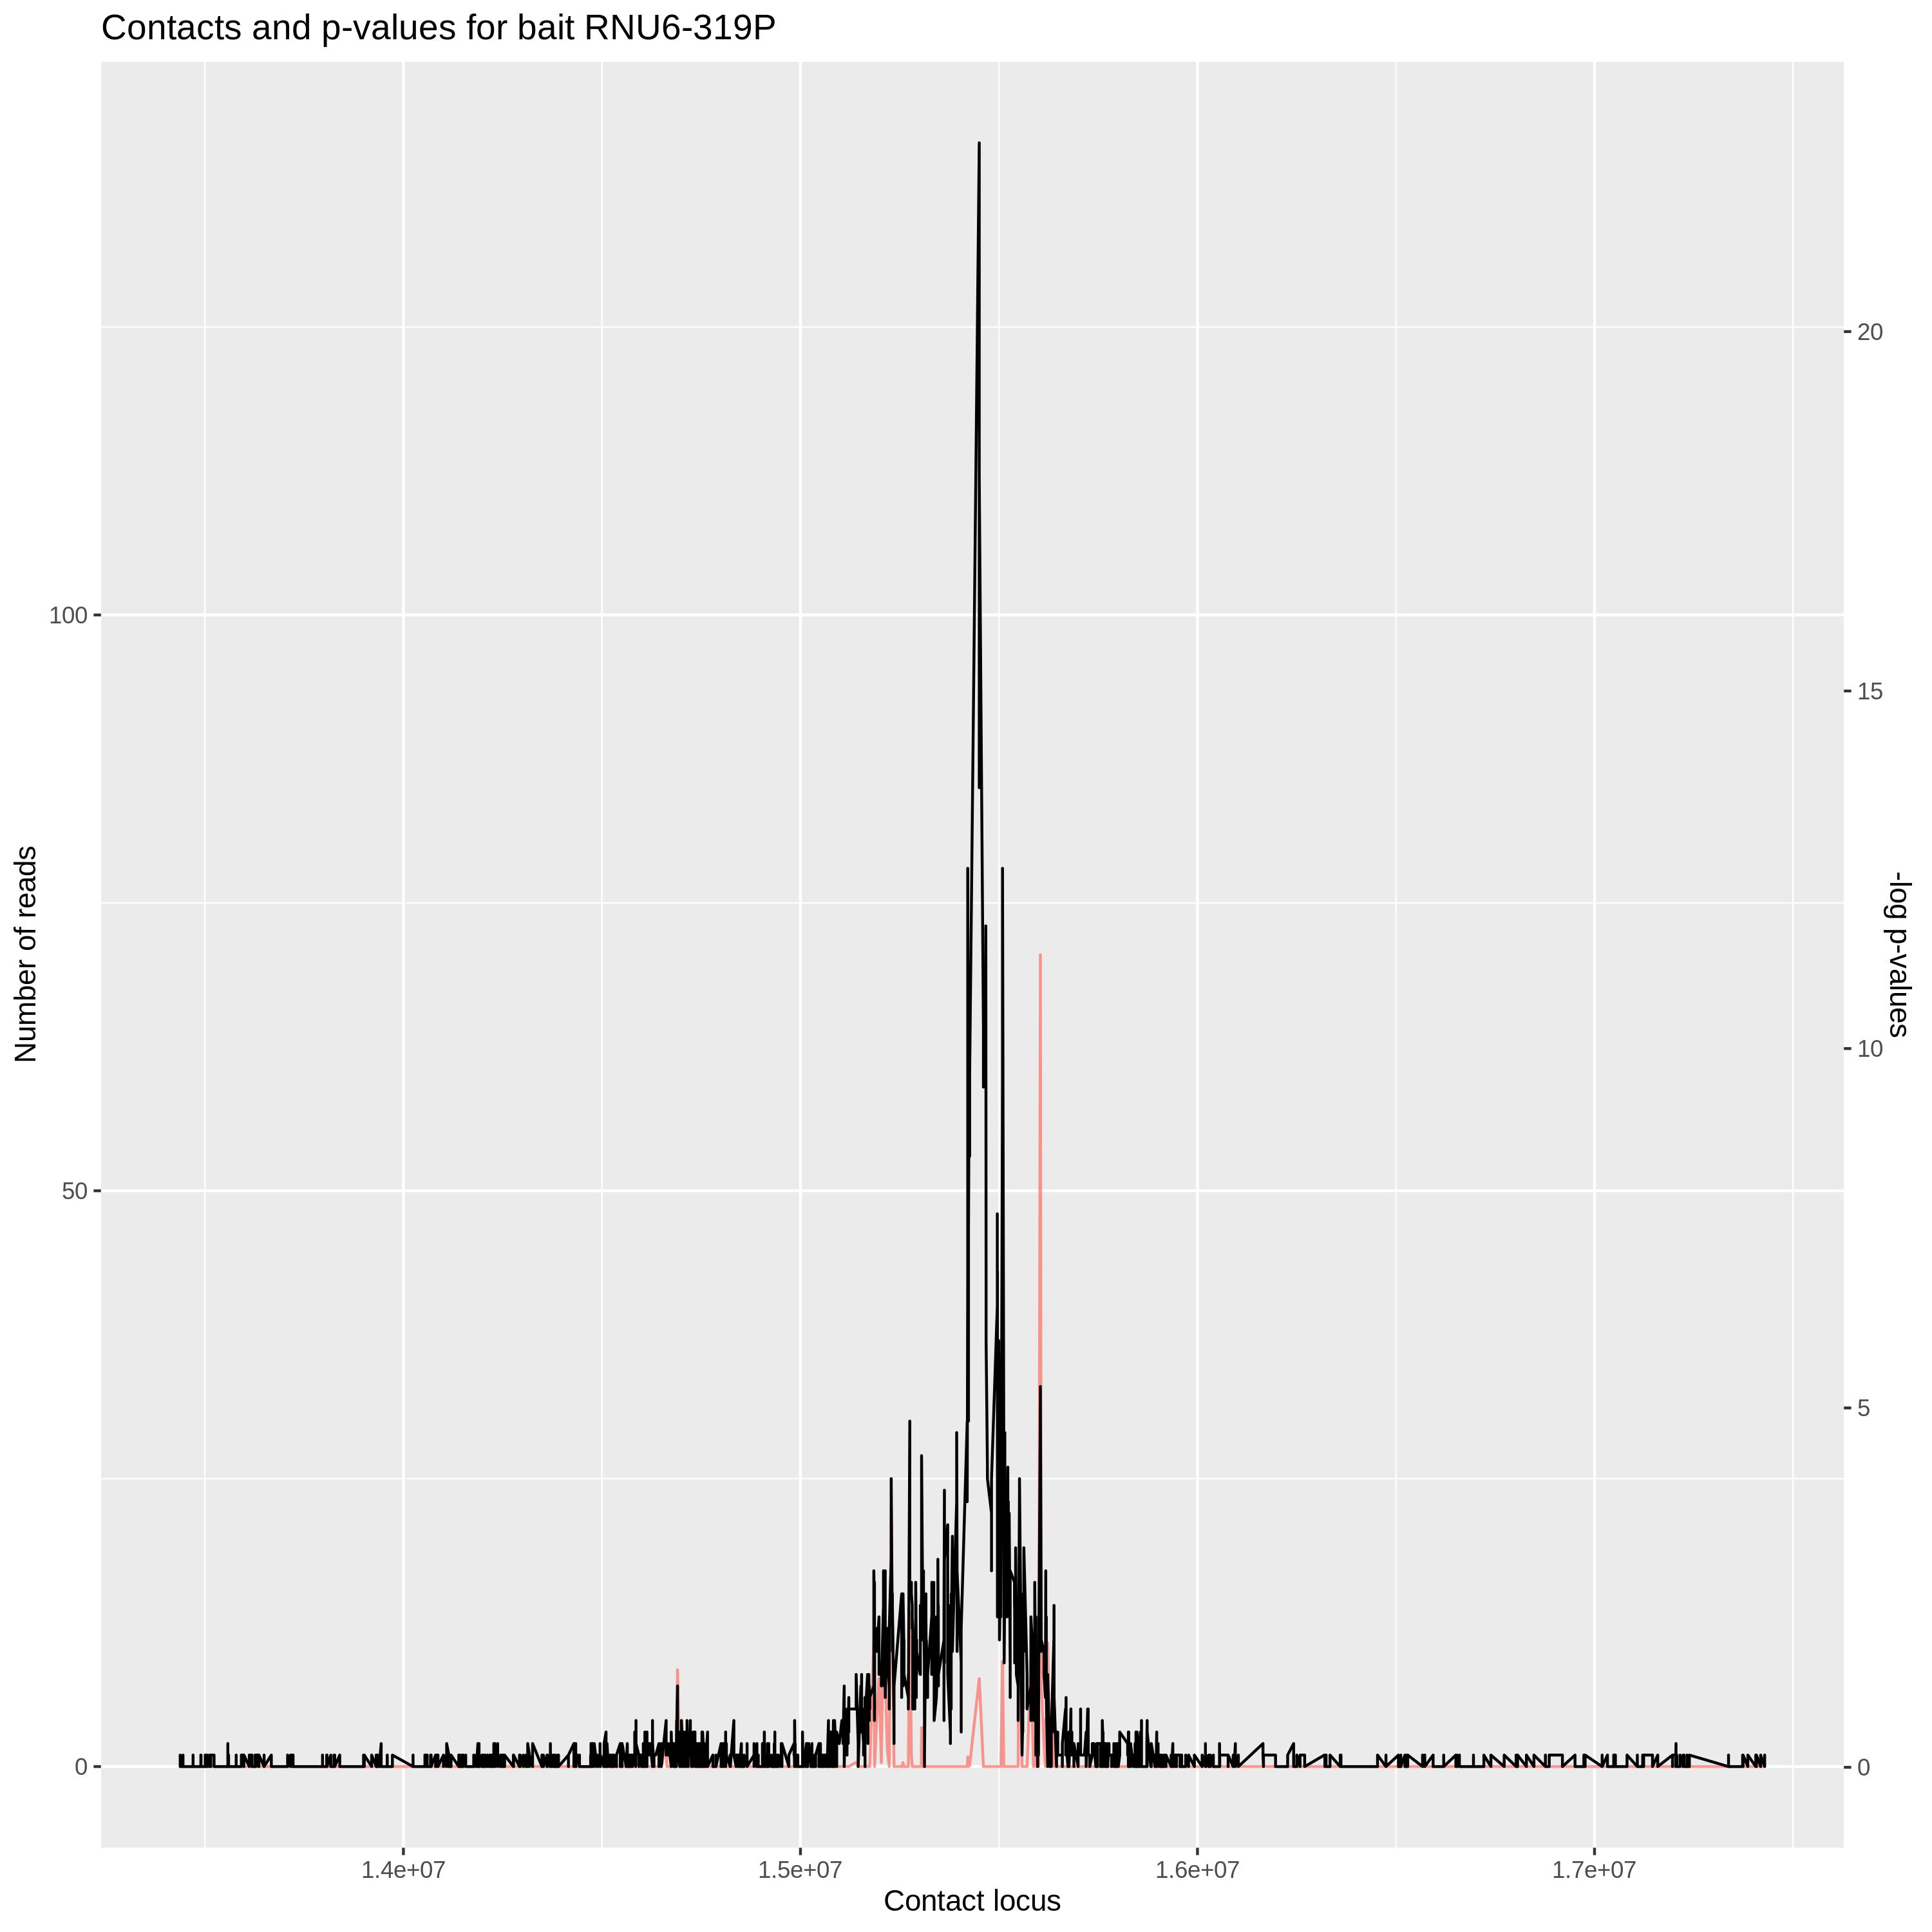 Contacts and p-values for bait RNU6-319P
Number of reads
100
50
0
20
15
10
5
0
-log p-values
1.4e+07
1.5e+07
1.6e+07
1.7e+07
Contact locus